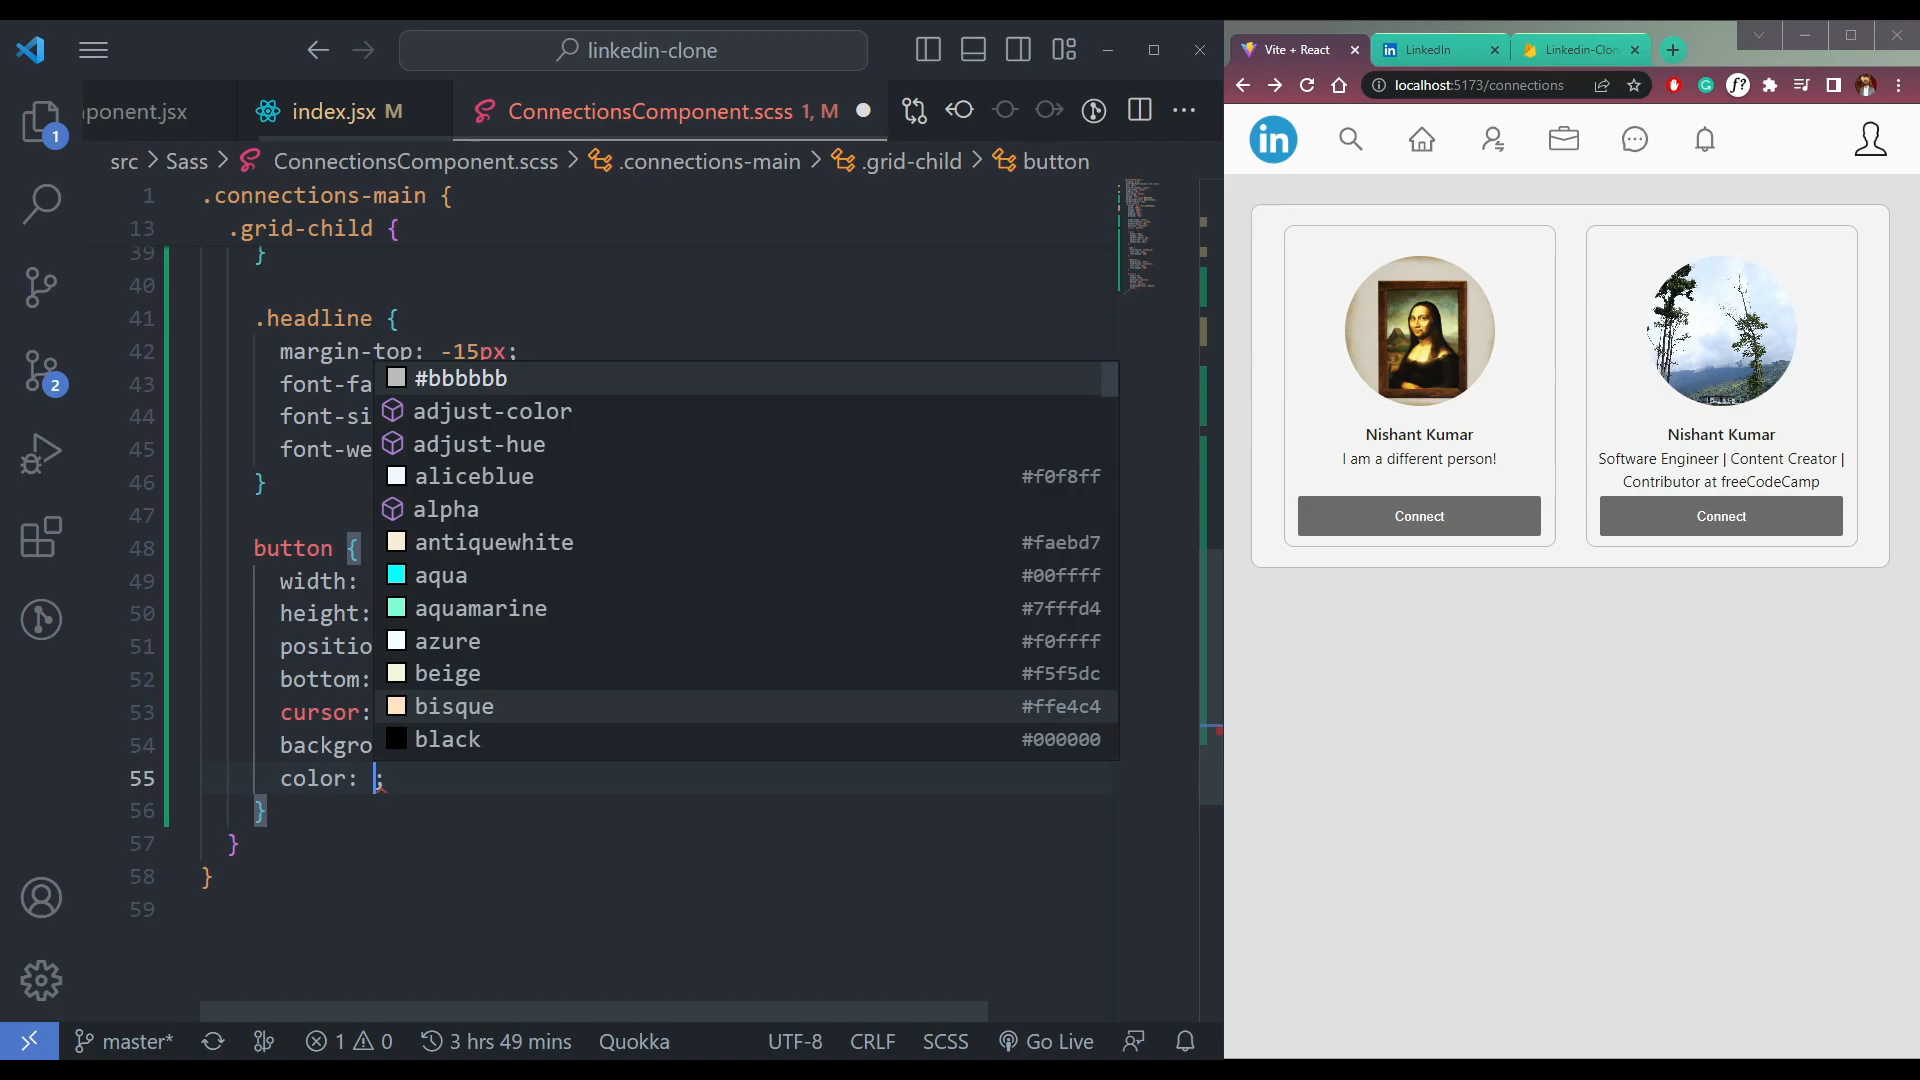 linkedin-clone
ponent.jsx
index.jsx M
ConnectionsComponent.scss 1, M
src > Sass > ConnectionsComponent.scss > .connections-main > .grid-child > button
1 .connections-main {
13 .grid-child {
39 }
40
41 .headline {
42 margin-top: -15px;
43 font-fa
44 font-si
45 font-we
46 }
47
48 button {
49 width:
50 height:
51 positio
52 bottom:
53 cursor:
54 backgro
55 color: ;
56 }
57 }
58 }
59
#bbbbbb
adjust-color
adjust-hue
aliceblue #f0f8ff
alpha
antiquewhite #faebd7
aqua #00ffff
aquamarine #7fffd4
azure #f0ffff
beige #f5f5dc
bisque #ffe4c4
black #000000
1
2
master*
1 0
3 hrs 49 mins
Quokka
UTF-8
CRLF
SCSS
Go Live
Vite + React
LinkedIn
Linkedin-Clon
localhost:5173/connections
f?
in
Nishant Kumar
I am a different person!
Connect
Nishant Kumar
Software Engineer | Content Creator |
Contributor at freeCodeCamp
Connect